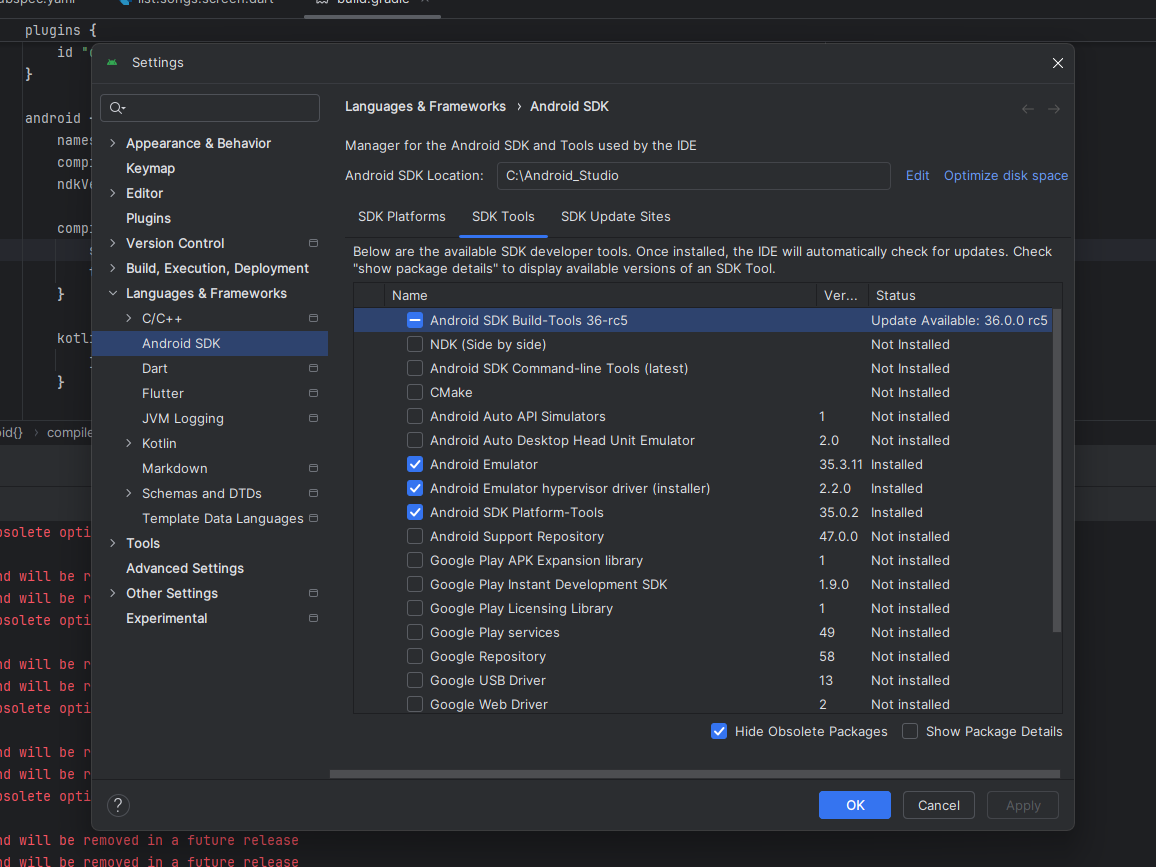 plugins {
id "
}
android {
compi
ndkVe
compi
}
kotli
}
oid{} › compile
Settings
Appearance & Behavior
Keymap
Editor
Plugins
Version Control
Build, Execution, Deployment
Languages & Frameworks
C/C++
Android SDK
Dart
Flutter
JVM Logging
Kotlin
Markdown
Schemas and DTDs
Template Data Languages
Tools
Advanced Settings
Other Settings
Experimental
Languages & Frameworks › Android SDK
Manager for the Android SDK and Tools used by the IDE
Android SDK Location: C:\Android_Studio Edit Optimize disk space
SDK Platforms SDK Tools SDK Update Sites
Below are the available SDK developer tools. Once installed, the IDE will automatically check for updates. Check
"show package details" to display available versions of an SDK Tool.
Name Ver... Status
Android SDK Build-Tools 36-rc5 Update Available: 36.0.0 rc5
NDK (Side by side) Not Installed
Android SDK Command-line Tools (latest) Not Installed
CMake Not Installed
Android Auto API Simulators 1 Not installed
Android Auto Desktop Head Unit Emulator 2.0 Not installed
Android Emulator 35.3.11 Installed
Android Emulator hypervisor driver (installer) 2.2.0 Installed
Android SDK Platform-Tools 35.0.2 Installed
Android Support Repository 47.0.0 Not installed
Google Play APK Expansion library 1 Not installed
Google Play Instant Development SDK 1.9.0 Not installed
Google Play Licensing Library 1 Not installed
Google Play services 49 Not installed
Google Repository 58 Not installed
Google USB Driver 13 Not installed
Google Web Driver 2 Not installed
Hide Obsolete Packages Show Package Details
? OK Cancel Apply
bsolete opti
nd will be r
nd will be r
bsolete opti
nd will be r
nd will be r
bsolete opti
nd will be r
nd will be r
bsolete opti
nd will be removed in a future release
nd will be removed in a future release